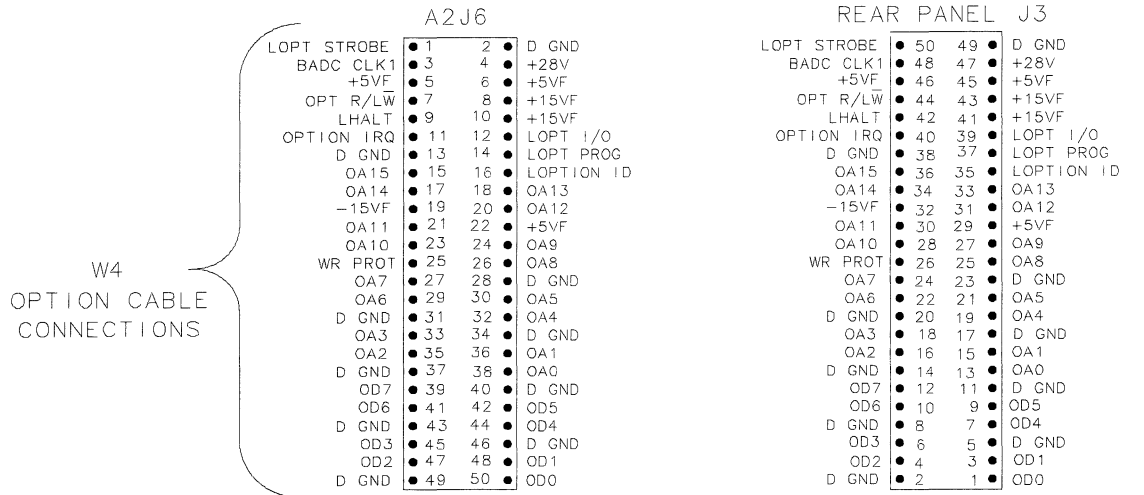 A2J6
LOPT STROBE 1 2 D GND
BADC CLK1 3 4 +28V
+5VF 5 6 +5VF
OPT R/LW̅ 7 8 +15VF
LHALT 9 10 +15VF
OPTION IRQ 11 12 LOPT I/O
D GND 13 14 LOPT PROG
OA15 15 16 LOPTION ID
OA14 17 18 OA13
-15VF 19 20 OA12
OA11 21 22 +5VF
OA10 23 24 OA9
WR PROT 25 26 OA8
OA7 27 28 D GND
OA6 29 30 OA5
D GND 31 32 OA4
OA3 33 34 D GND
OA2 35 36 OA1
D GND 37 38 OA0
OD7 39 40 D GND
OD6 41 42 OD5
D GND 43 44 OD4
OD3 45 46 D GND
OD2 47 48 OD1
D GND 49 50 OD0
W4
OPTION CABLE
CONNECTIONS
REAR PANEL J3
LOPT STROBE 50 49 D GND
BADC CLK1 48 47 +28V
+5VF 46 45 +5VF
OPT R/LW̅ 44 43 +15VF
LHALT 42 41 +15VF
OPTION IRQ 40 39 LOPT I/O
D GND 38 37 LOPT PROG
OA15 36 35 LOPTION ID
OA14 34 33 OA13
-15VF 32 31 OA12
OA11 30 29 +5VF
OA10 28 27 OA9
WR PROT 26 25 OA8
OA7 24 23 D GND
OA6 22 21 OA5
D GND 20 19 OA4
OA3 18 17 D GND
OA2 16 15 OA1
D GND 14 13 OA0
OD7 12 11 D GND
OD6 10 9 OD5
D GND 8 7 OD4
OD3 6 5 D GND
OD2 4 3 OD1
D GND 2 1 OD0